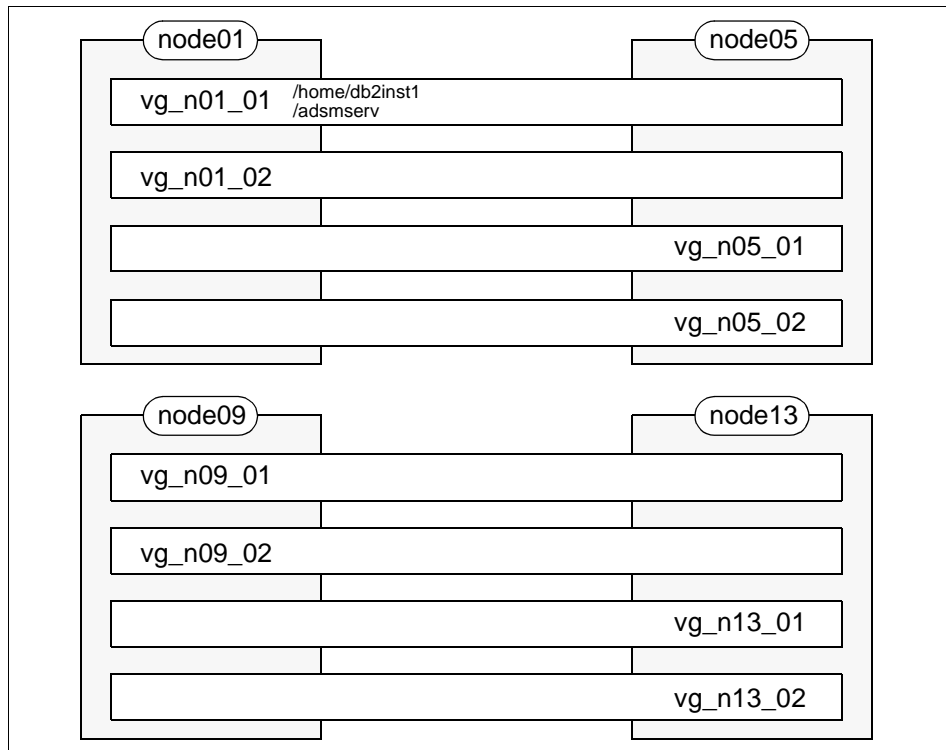 node01 node05
vg_n01_01 /home/db2inst1
/adsmserv
vg_n01_02
vg_n05_01
vg_n05_02
node09 node13
vg_n09_01
vg_n09_02
vg_n13_01
vg_n13_02